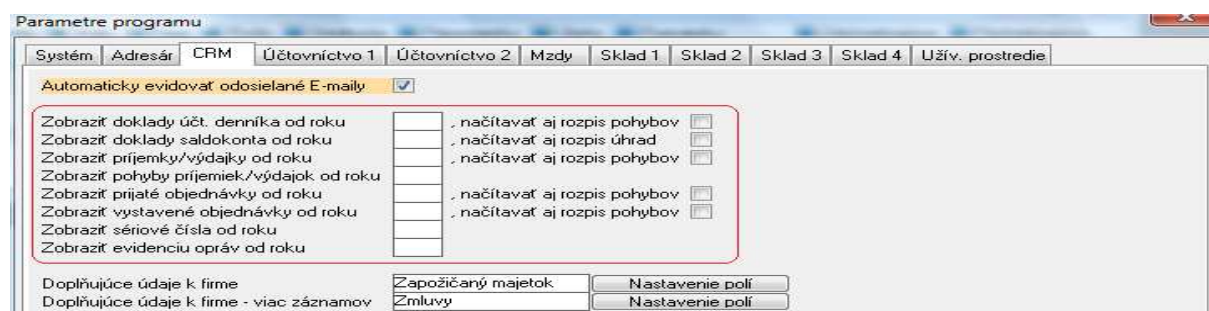 Parametre programu
Systém Adresár CRM Účtovníctvo 1 Účtovníctvo 2 Mzdy Sklad 1 Sklad 2 Sklad 3 Sklad 4 Užív. prostredie
Automaticky evidovať odosielané E-maily
Zobraziť doklady účt. denníka od roku , načítavať aj rozpis pohybov
Zobraziť doklady saldokonta od roku , načítavať aj rozpis úhrad
Zobraziť príjemky/výdajky od roku , načítavať aj rozpis pohybov
Zobraziť pohyby príjemiek/výdajok od roku
Zobraziť prijaté objednávky od roku , načítavať aj rozpis pohybov
Zobraziť vystavené objednávky od roku , načítavať aj rozpis pohybov
Zobraziť sériové čísla od roku
Zobraziť evidenciu opráv od roku
Doplňujúce údaje k firme Zapožičaný majetok Nastavenie polí
Doplňujúce údaje k firme - viac záznamov Zmluvy Nastavenie polí